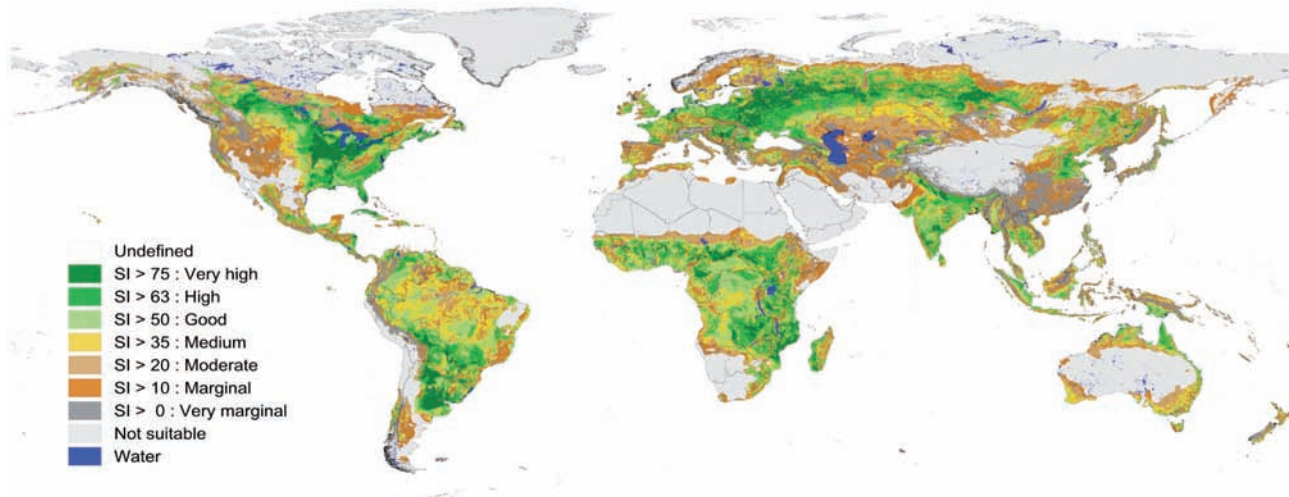 Undefined
SI > 75 : Very high
SI > 63 : High
SI > 50 : Good
SI > 35 : Medium
SI > 20 : Moderate
SI > 10 : Marginal
SI > 0 : Very marginal
Not suitable
Water